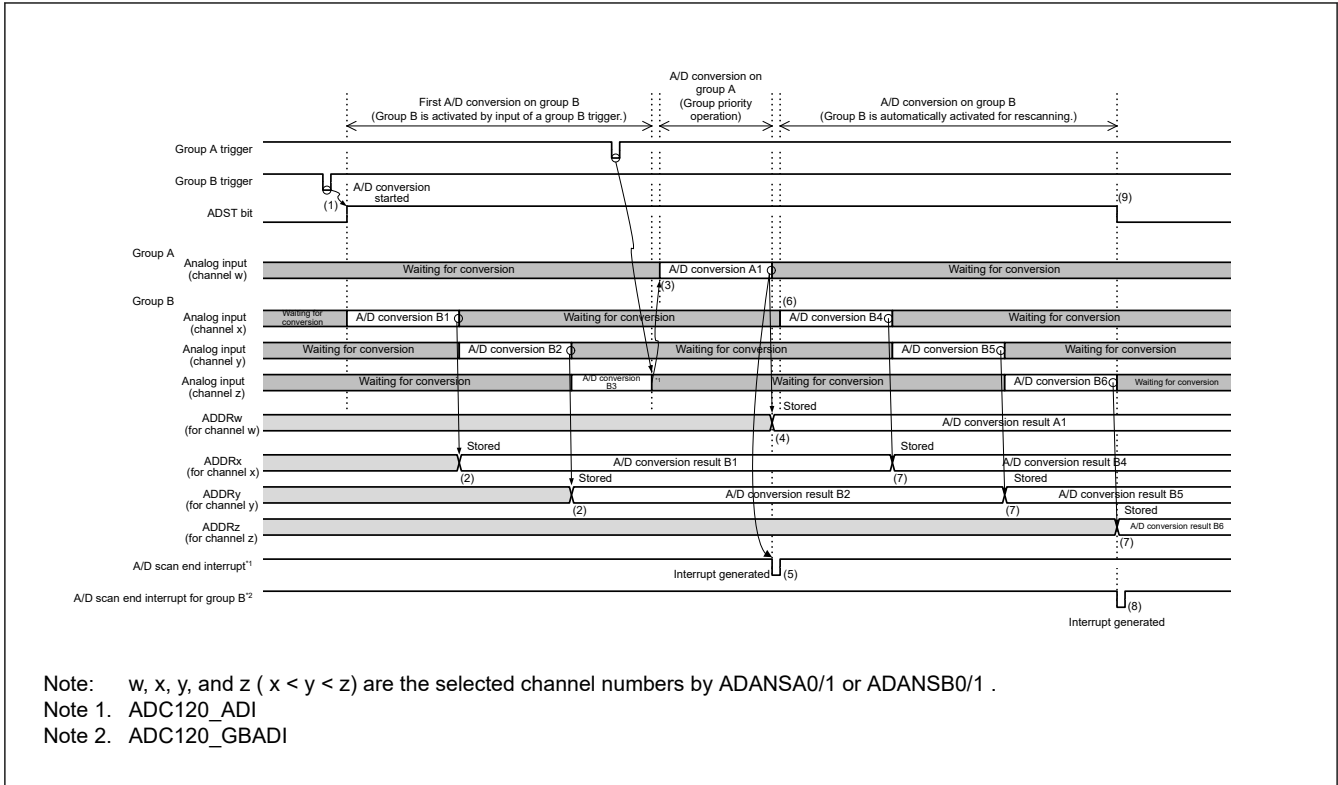 A/D conversion on
group A
(Group priority
operation)
First A/D conversion on group B
(Group B is activated by input of a group B trigger.)
A/D conversion on group B
(Group B is automatically activated for rescanning.)
Group A trigger
Group B trigger
A/D conversion
started
(1)
(9)
ADST bit
Group A
Analog input
(channel w)
Waiting for conversion
A/D conversion A1
Waiting for conversion
(3)
Group B
(6)
Analog input
(channel x)
Waiting for
conversion
A/D conversion B1
Waiting for conversion
A/D conversion B4
Waiting for conversion
Analog input
(channel y)
Waiting for conversion
A/D conversion B2
Waiting for conversion
A/D conversion B5
Waiting for conversion
Analog input
(channel z)
Waiting for conversion
A/D conversion
B3
*1
Waiting for conversion
A/D conversion B6
Waiting for conversion
Stored
ADDRw
(for channel w)
A/D conversion result A1
(4)
Stored
Stored
ADDRx
(for channel x)
A/D conversion result B1
A/D conversion result B4
(2)
Stored
(7)
Stored
ADDRy
(for channel y)
A/D conversion result B2
A/D conversion result B5
(2)
(7)
Stored
ADDRz
(for channel z)
A/D conversion result B6
(7)
A/D scan end interrupt*1
Interrupt generated
(5)
A/D scan end interrupt for group B*2
(8)
Interrupt generated
Note: w, x, y, and z ( x < y < z) are the selected channel numbers by ADANSA0/1 or ADANSB0/1 .
Note 1. ADC120_ADI
Note 2. ADC120_GBADI